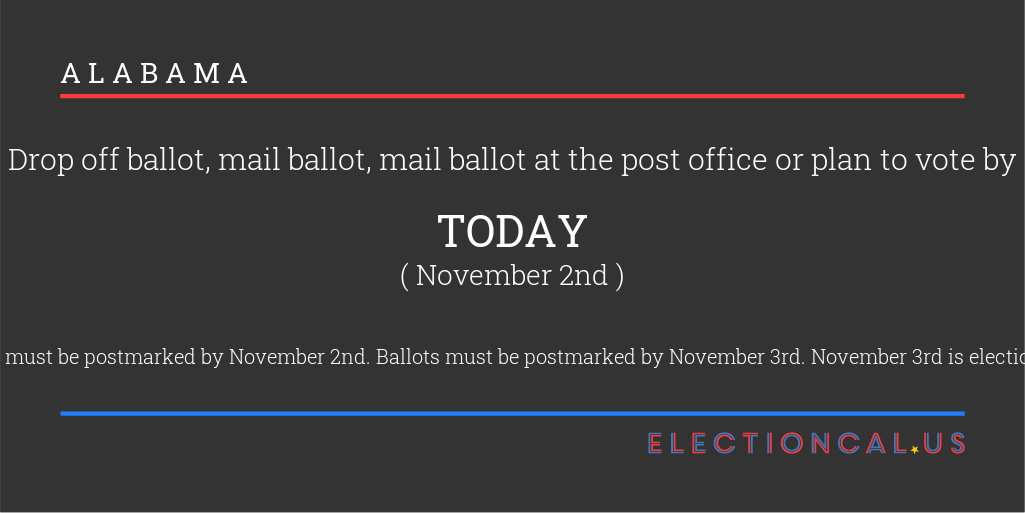 ALABAMA
Drop off ballot, mail ballot, mail ballot at the post office or plan to vote by
TODAY
( November 2nd )
must be postmarked by November 2nd. Ballots must be postmarked by November 3rd. November 3rd is electio
ELECTIONCAL.US